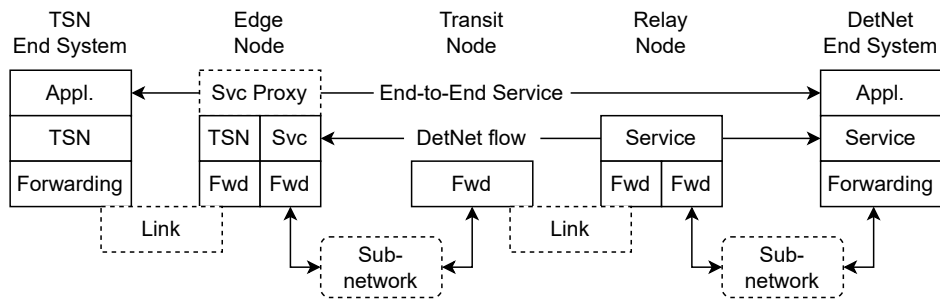 TSN
End System
Edge
Node
Transit
Node
Relay
Node
DetNet
End System
Appl.
Svc Proxy
End-to-End Service
Appl.
TSN
TSN
Svc
DetNet flow
Service
Service
Forwarding
Fwd
Fwd
Fwd
Fwd
Fwd
Forwarding
Link
Link
Sub-
network
Sub-
network